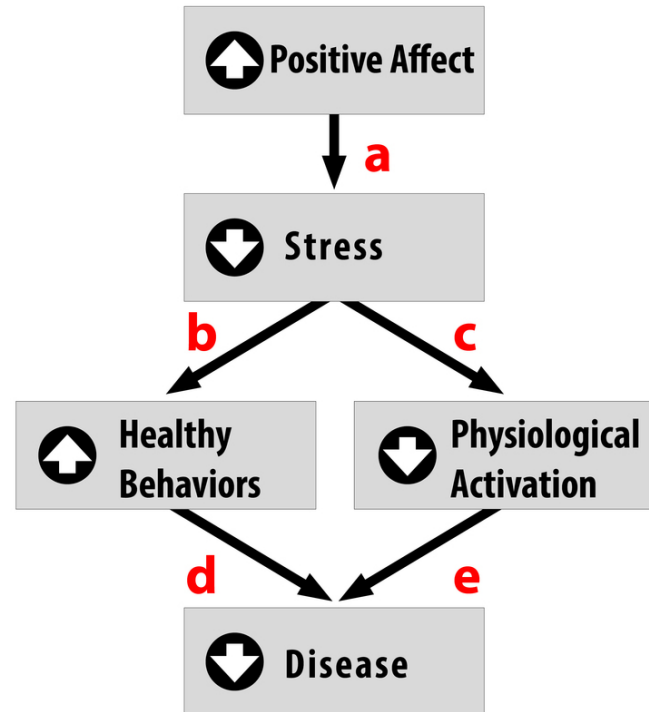 Positive Affect
a
Stress
b
c
Healthy
Behaviors
Physiological
Activation
d
e
Disease